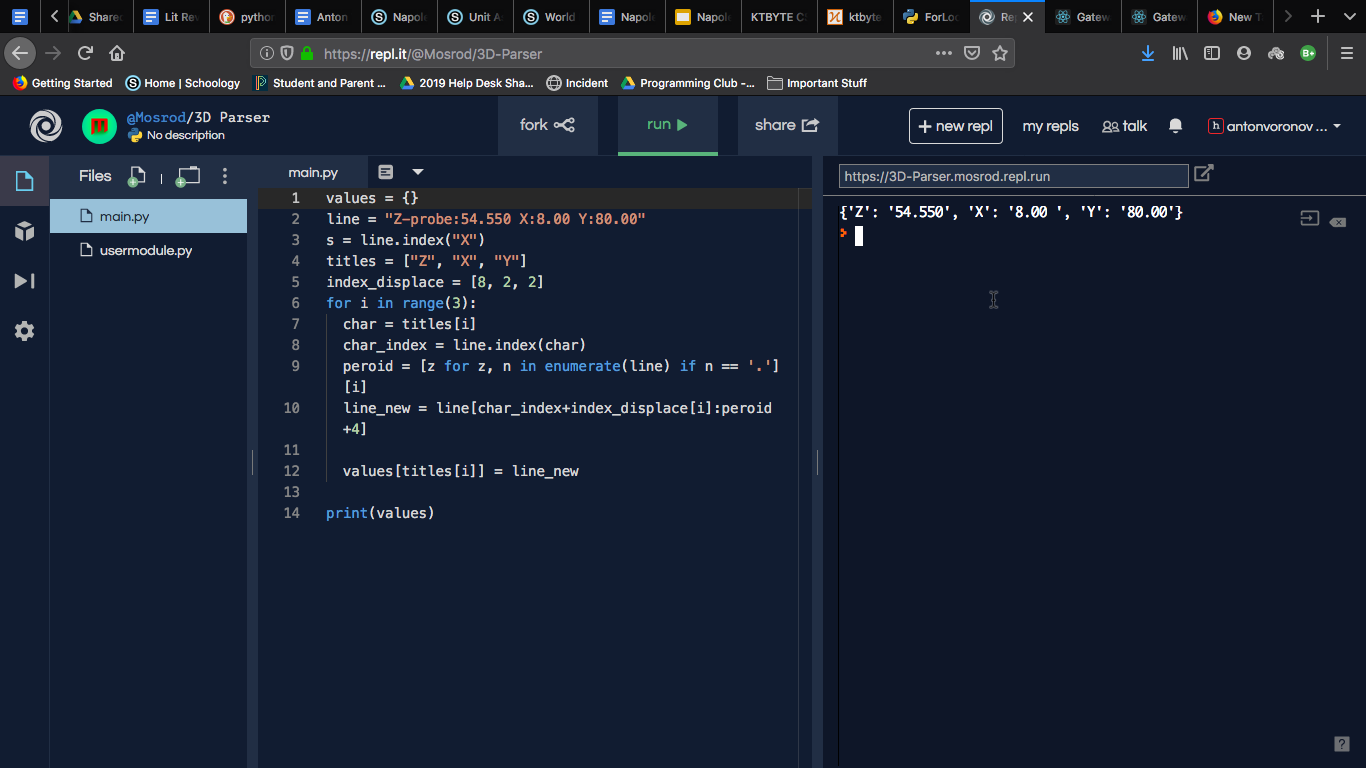 Shared
Lit Rev
python
Anton
Napole
Unit A
World
Napole
Napole
KTBYTE C
ktbyte
ForLoo
Re
Gatew
Gatew
New T
https://repl.it/@Mosrod/3D-Parser
Getting Started
Home | Schoology
Student and Parent ...
2019 Help Desk Sha...
Incident
Programming Club -...
Important Stuff
@Mosrod/3D Parser
No description
fork
run
share
+ new repl
my repls
talk
antonvoronov ...
Files
main.py
usermodule.py
main.py
1 values = {}
2 line = "Z-probe:54.550 X:8.00 Y:80.00"
3 s = line.index("X")
4 titles = ["Z", "X", "Y"]
5 index_displace = [8, 2, 2]
6 for i in range(3):
7 char = titles[i]
8 char_index = line.index(char)
9 peroid = [z for z, n in enumerate(line) if n == '.']
[i]
10 line_new = line[char_index+index_displace[i]:peroid
+4]
11
12 values[titles[i]] = line_new
13
14 print(values)
https://3D-Parser.mosrod.repl.run
{'Z': '54.550', 'X': '8.00 ', 'Y': '80.00'}
>
?